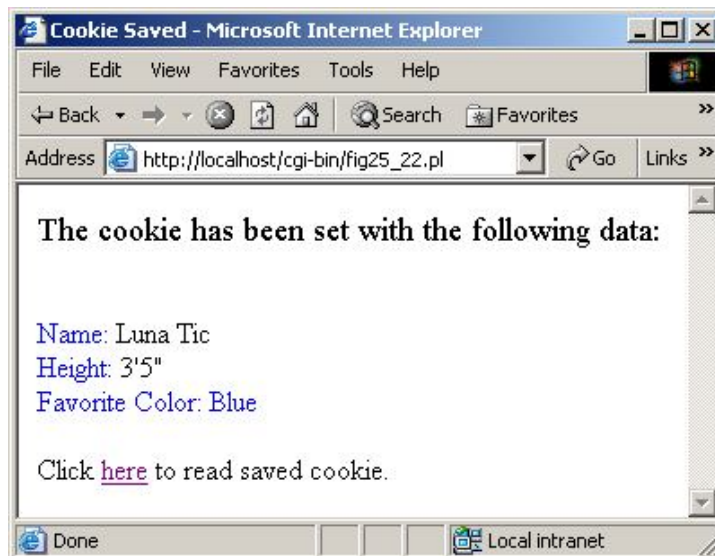 Cookie Saved - Microsoft Internet Explorer
File Edit View Favorites Tools Help
Back Search Favorites »
Address http://localhost/cgi-bin/fig25_22.pl Go Links »
The cookie has been set with the following data:
Name: Luna Tic
Height: 3'5"
Favorite Color: Blue
Click here to read saved cookie.
Done Local intranet